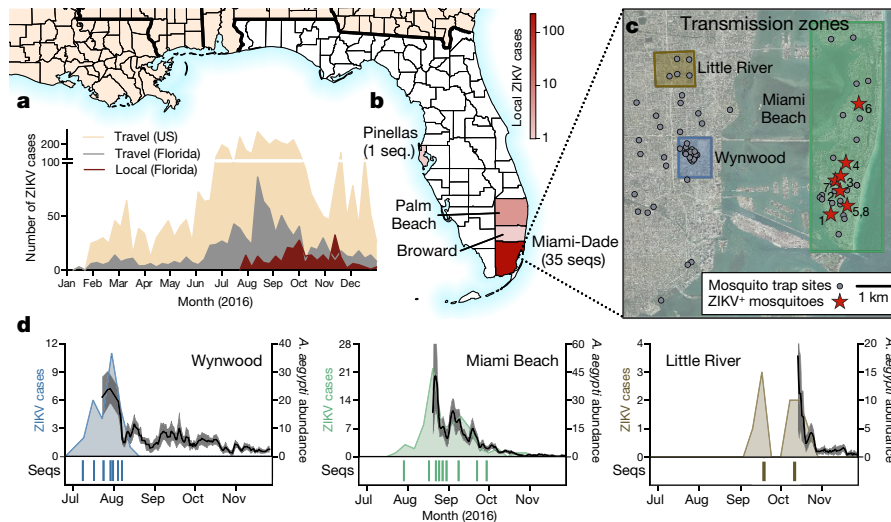 a
Travel (US)
Travel (Florida)
Local (Florida)
Number of ZIKV cases
200
100
50
0
Jan Feb Mar Apr May Jun Jul Aug Sep Oct Nov Dec
Month (2016)
b
Local ZIKV cases
100
10
1
Pinellas
(1 seq.)
Palm
Beach
Broward
Miami-Dade
(35 seqs)
c
Transmission zones
Little River
Miami
Beach
Wynwood
6
4
3
7
2
5,8
1
Mosquito trap sites
ZIKV+ mosquitoes
1 km
d
Wynwood
ZIKV cases
12
9
6
3
0
A. aegypti abundance
40
30
20
10
0
Seqs
Jul Aug Sep Oct Nov
Miami Beach
ZIKV cases
28
21
14
7
0
A. aegypti abundance
60
45
30
15
0
Seqs
Jul Aug Sep Oct Nov
Month (2016)
Little River
ZIKV cases
4
3
2
1
0
A. aegypti abundance
20
15
10
5
0
Seqs
Jul Aug Sep Oct Nov